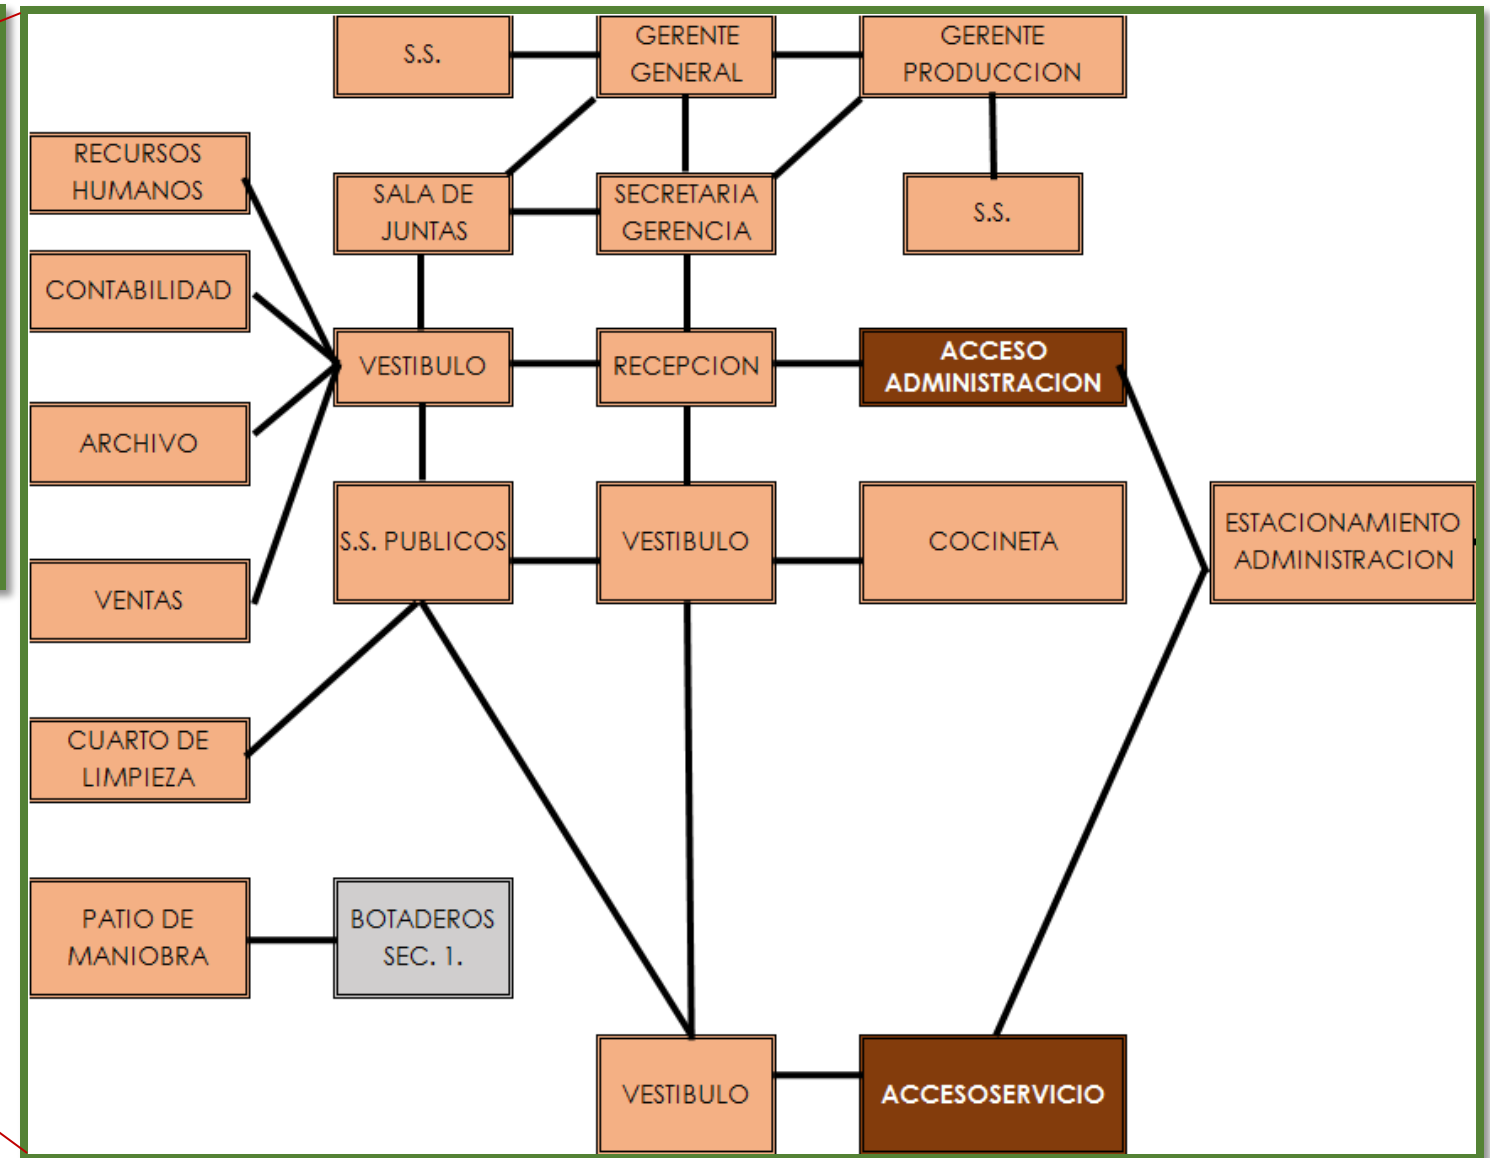 S.S.
GERENTE
GENERAL
GERENTE
PRODUCCION
RECURSOS
HUMANOS
SALA DE
JUNTAS
SECRETARIA
GERENCIA
S.S.
CONTABILIDAD
VESTIBULO
RECEPCION
ACCESO
ADMINISTRACION
ARCHIVO
S.S. PUBLICOS
VESTIBULO
COCINETA
ESTACIONAMIENTO
ADMINISTRACION
VENTAS
CUARTO DE
LIMPIEZA
PATIO DE
MANIOBRA
BOTADEROS
SEC. 1.
VESTIBULO
ACCESOSERVICIO